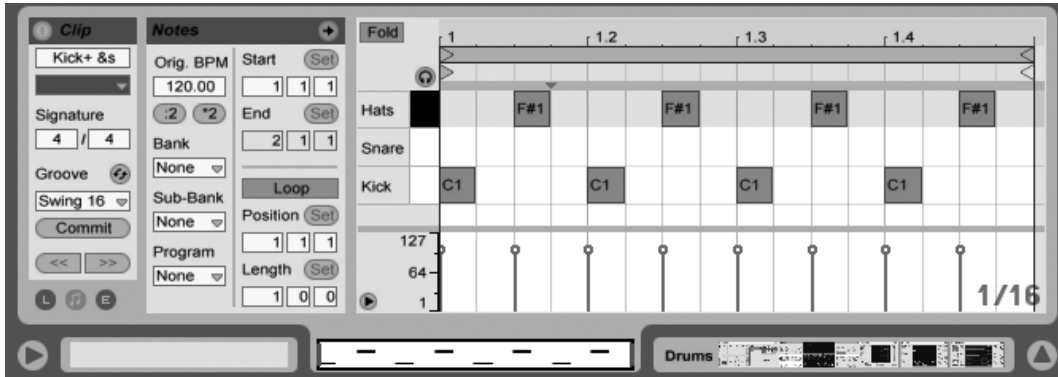 Clip
Kick+ &s
Signature
4 / 4
Groove
Swing 16
Commit
<< >>
L E
Notes
Orig. BPM
120.00
:2 *2
Bank
None
Sub-Bank
None
Program
None
Start Set
1 1 1
End Set
2 1 1
Loop
Position Set
1 1 1
Length Set
1 0 0
Fold
1 1.2 1.3 1.4
Hats F#1 F#1 F#1 F#1
Snare
Kick C1 C1 C1 C1
127
64
1
1/16
Drums